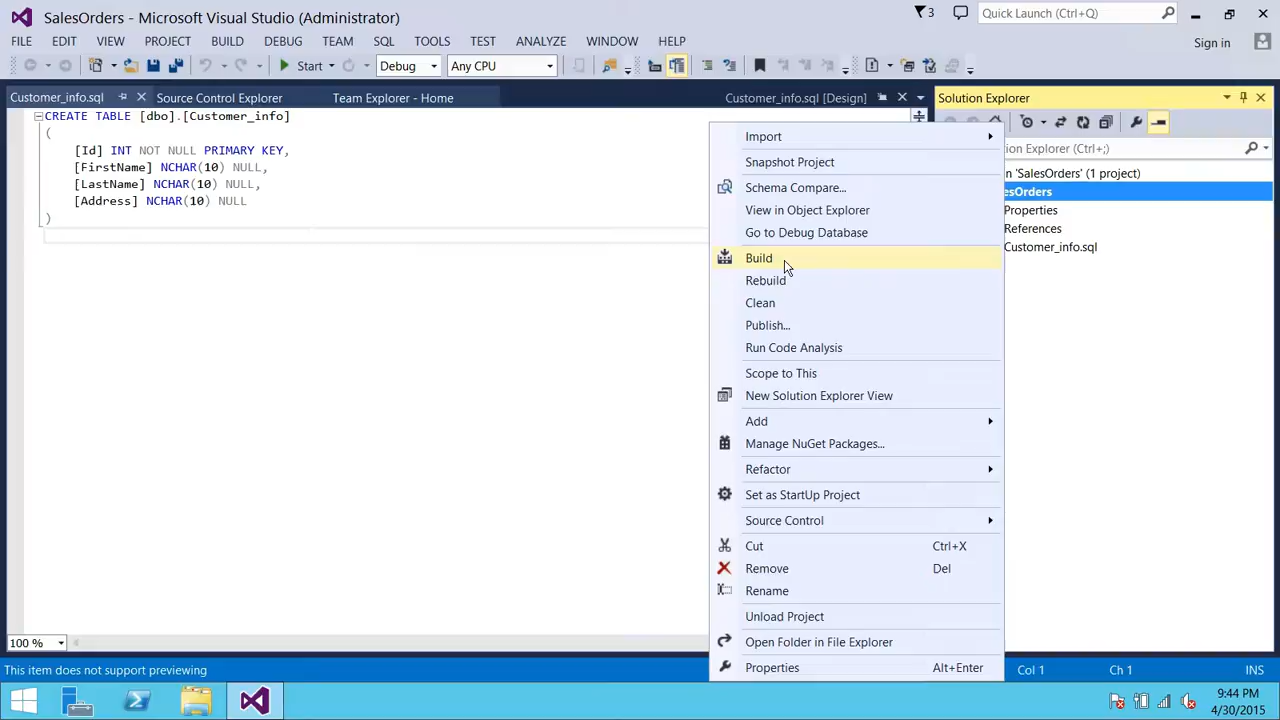 SalesOrders - Microsoft Visual Studio (Administrator)
3
Quick Launch (Ctrl+Q)
FILE EDIT VIEW PROJECT BUILD DEBUG TEAM SQL TOOLS TEST ANALYZE WINDOW HELP
Sign in
Start
Debug
Any CPU
Customer_info.sql
Source Control Explorer
Team Explorer - Home
Customer_info.sql [Design]
CREATE TABLE [dbo].[Customer_info]
(
[Id] INT NOT NULL PRIMARY KEY,
[FirstName] NCHAR(10) NULL,
[LastName] NCHAR(10) NULL,
[Address] NCHAR(10) NULL
)
Import
Snapshot Project
Schema Compare...
View in Object Explorer
Go to Debug Database
Build
Rebuild
Clean
Publish...
Run Code Analysis
Scope to This
New Solution Explorer View
Add
Manage NuGet Packages...
Refactor
Set as StartUp Project
Source Control
Cut Ctrl+X
Remove Del
Rename
Unload Project
Open Folder in File Explorer
Properties Alt+Enter
Solution Explorer
ion Explorer (Ctrl+;)
n 'SalesOrders' (1 project)
esOrders
Properties
References
Customer_info.sql
100 %
This item does not support previewing
Col 1
Ch 1
INS
9:44 PM
4/30/2015